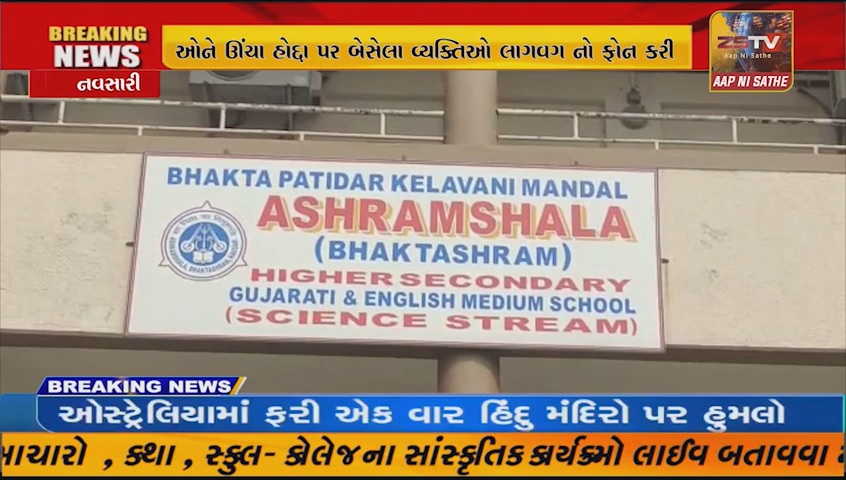 BREAKING
NEWS
ઓને ઊંચા હોદ્દા પર બેસેલા વ્યક્તિઓ લાગવગ નો ફોન કરી
નવસારી
ZSTV
Aap Ni Sathe
AAP NI SATHE
BHAKTA PATIDAR KELAVANI MANDAL
ASHRAMSHALA
(BHAKTASHRAM)
HIGHER SECONDARY
GUJARATI & ENGLISH MEDIUM SCHOOL
(SCIENCE STREAM)
BREAKING NEWS
ઓસ્ટ્રેલિયામાં ફરી એક વાર હિંદુ મંદિરો પર હુમલો
માચારો , કથા , સ્કુલ- કોલેજના સાંસ્કૃતિક કાર્યક્રમો લાઈવ બતાવવા